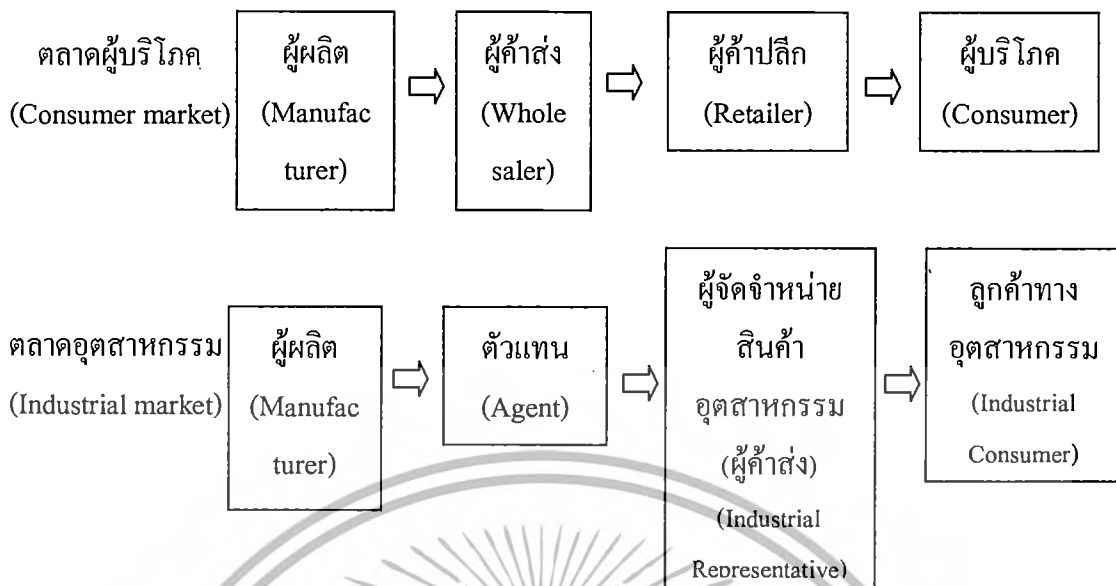 ตลาดผู้บริโภค
(Consumer market)
ผู้ผลิต
(Manufac
turer)
ผู้ค้าส่ง
(Whole
saler)
ผู้ค้าปลีก
(Retailer)
ผู้บริโภค
(Consumer)
ตลาดอุตสาหกรรม
(Industrial market)
ผู้ผลิต
(Manufac
turer)
ตัวแทน
(Agent)
ผู้จัดจำหน่าย
สินค้า
อุตสาหกรรม
(ผู้ค้าส่ง)
(Industrial
Representative)
ลูกค้าทาง
อุตสาหกรรม
(Industrial
Consumer)